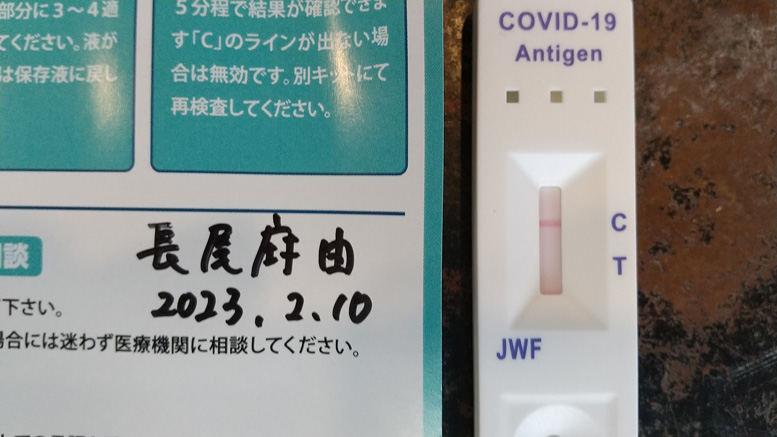 部分に3～4適
てください。液が
は保存液に戻し
5分程で結果が確認できま
す「C」のラインが出ない場
合は無効です。別キットにて
再検査してください。
談
長尾麻由
2023.2.10
下さい。
場合には迷わず医療機関に相談してください。
COVID-19
Antigen
C
T
JWF